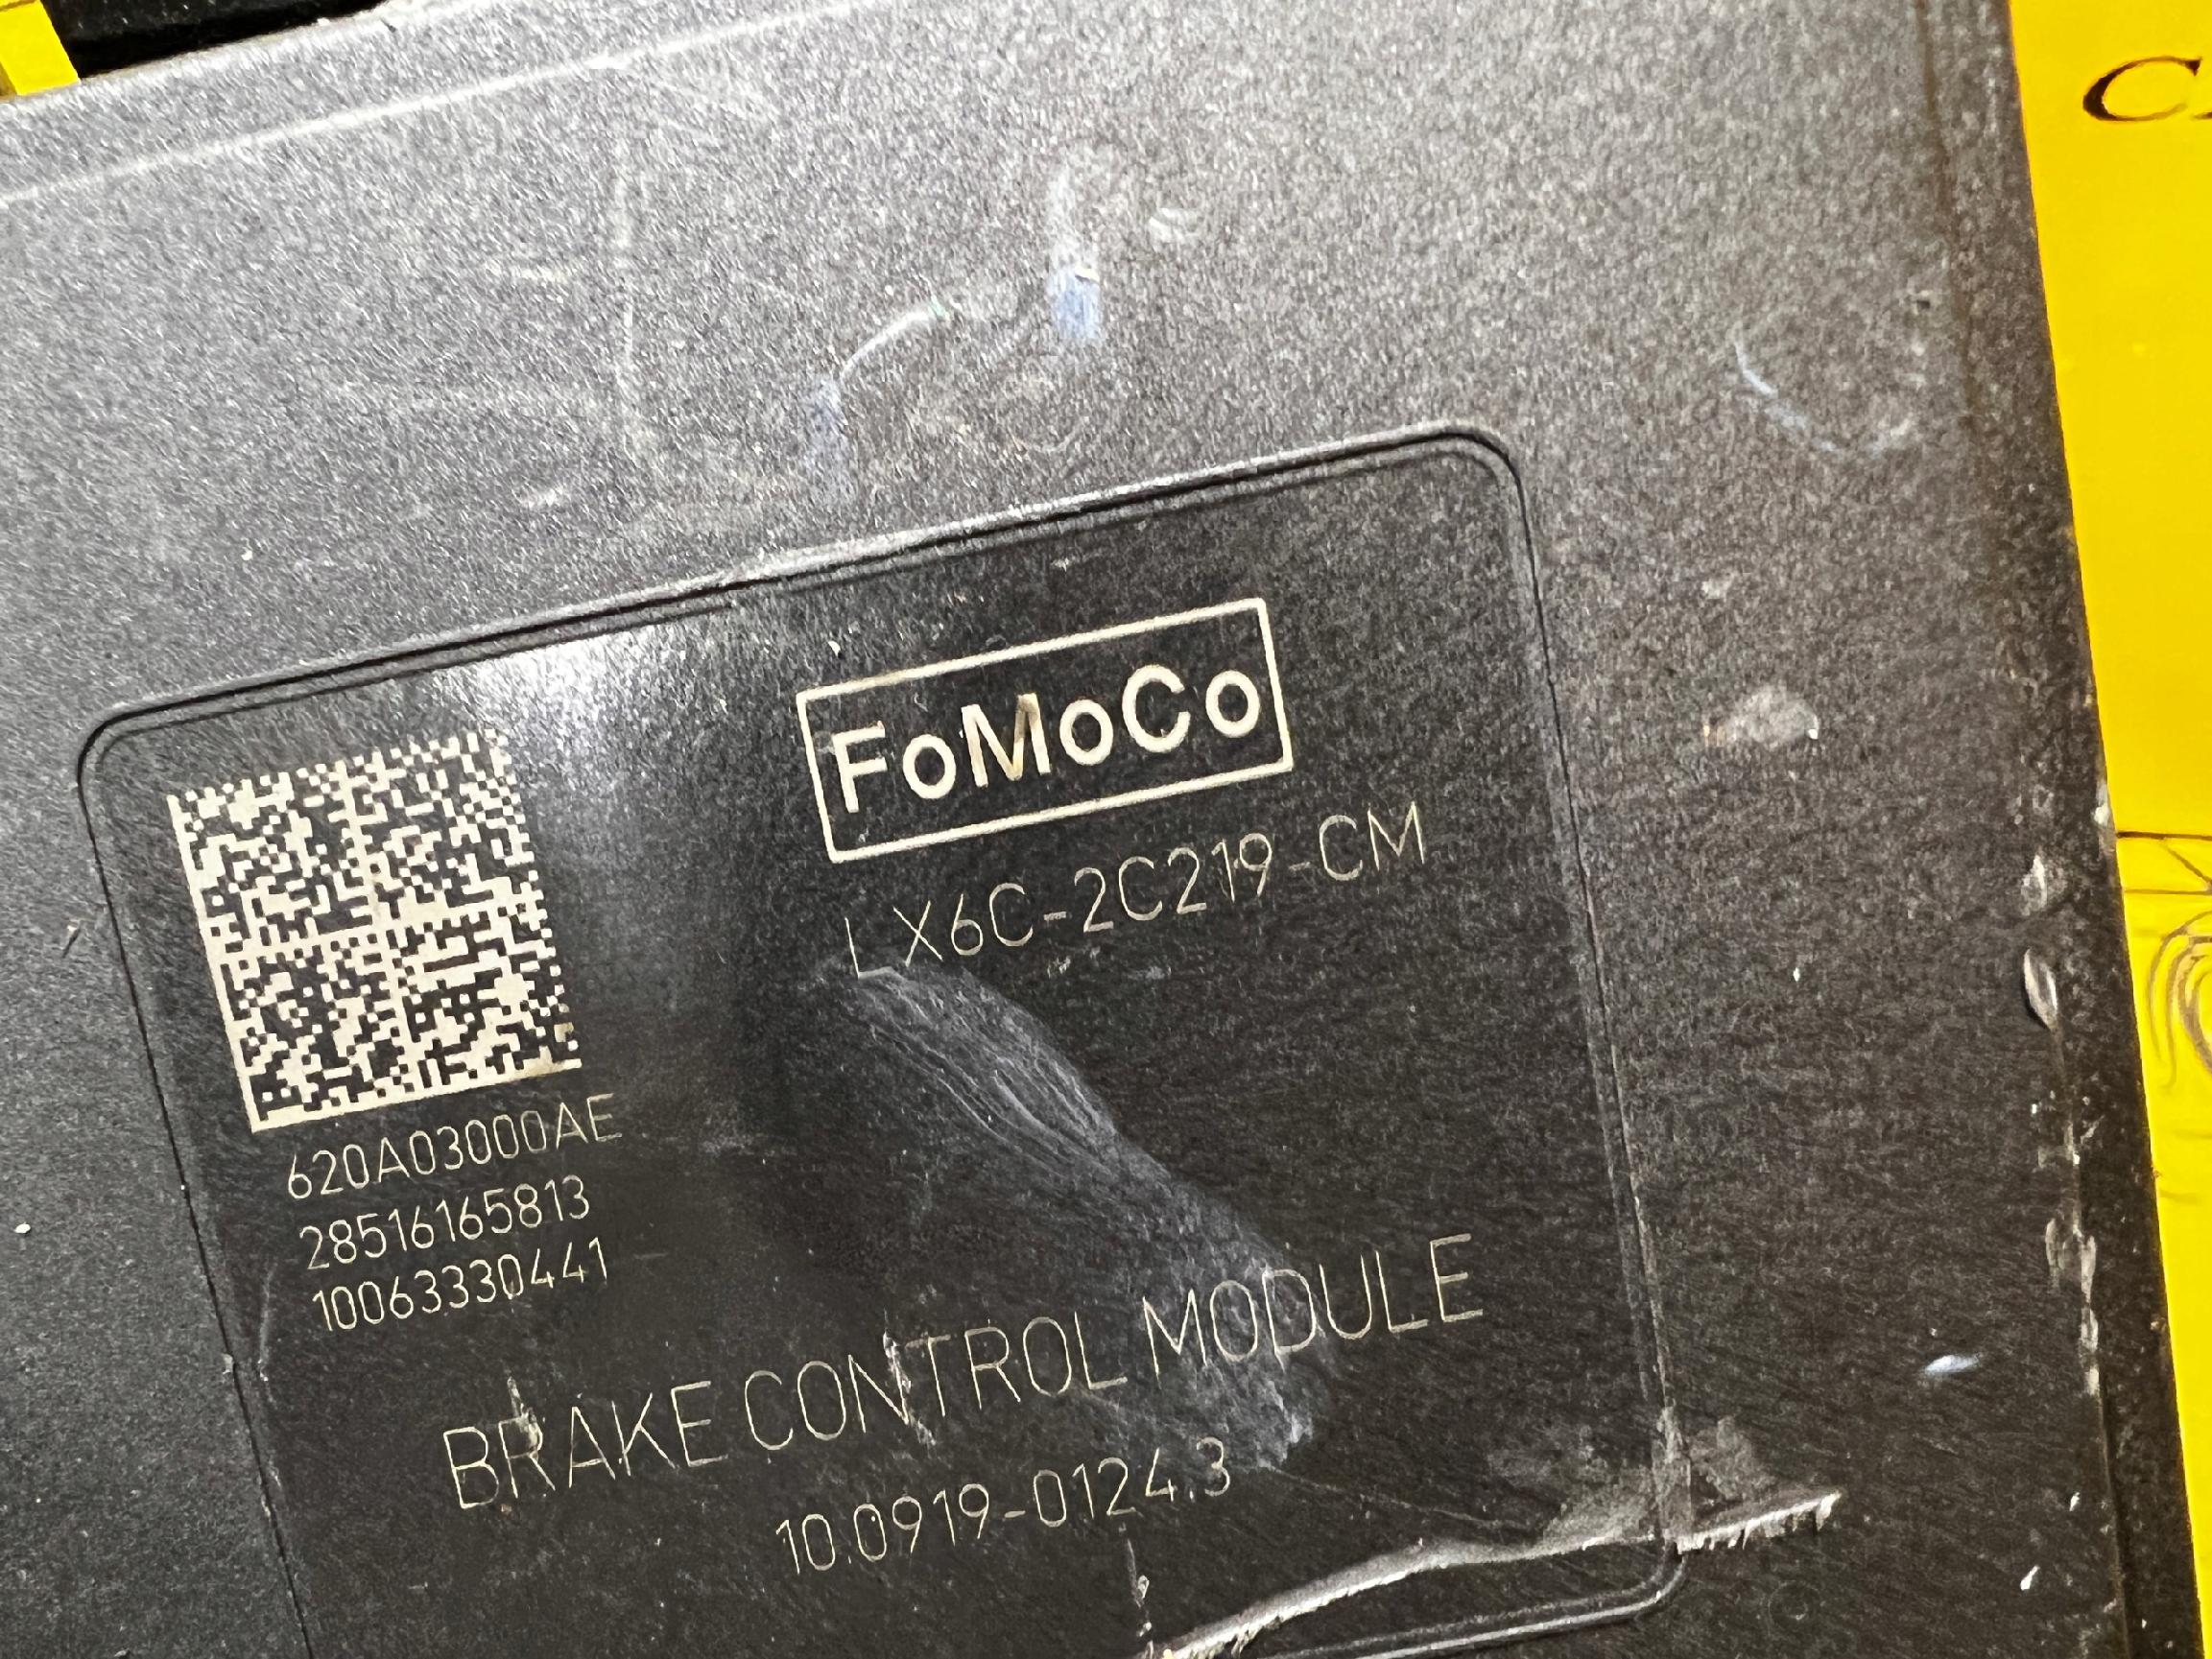 FoMoCo
LX6C-2C219-CM
620A03000AE
28516165813
10063330441
BRAKE CONTROL MODULE
10.0919-0124.3